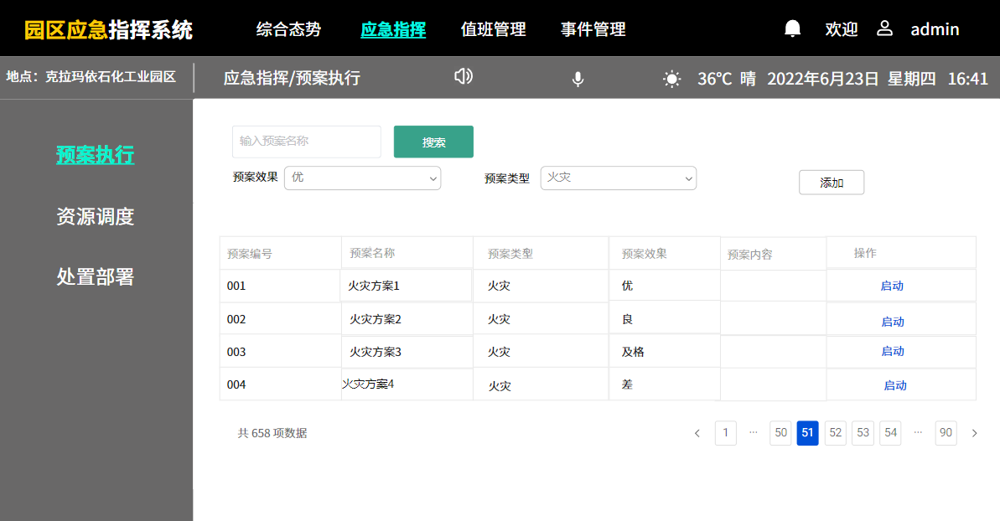 园区应急指挥系统 综合态势 应急指挥 值班管理 事件管理 欢迎 admin
地点：克拉玛依石化工业园区 应急指挥/预案执行 36℃ 晴 2022年6月23日 星期四 16:41
预案执行
资源调度
处置部署
输入预案名称 搜索
预案效果 优 预案类型 火灾 添加
预案编号 预案名称 预案类型 预案效果 预案内容 操作
001 火灾方案1 火灾 优 启动
002 火灾方案2 火灾 良 启动
003 火灾方案3 火灾 及格 启动
004 火灾方案4 火灾 差 启动
共 658 项数据 1 ··· 50 51 52 53 54 ··· 90